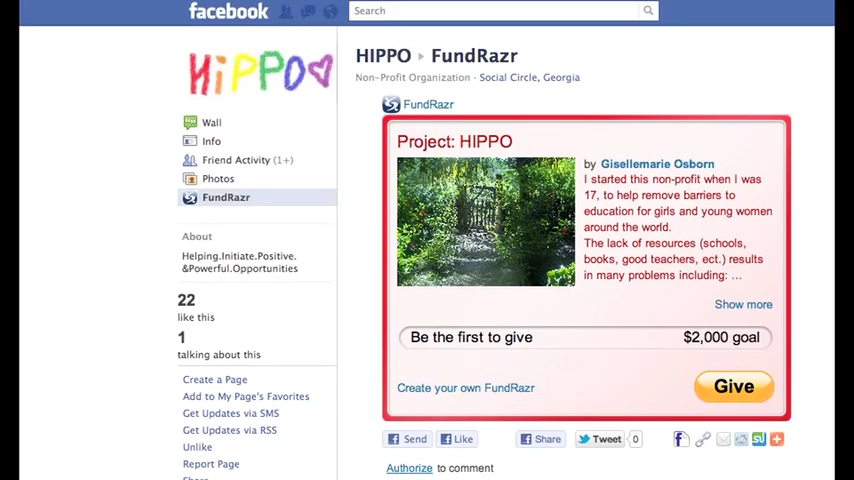 facebook
Search
HiPPO
Wall
Info
Friend Activity (1+)
Photos
FundRazr
About
Helping.Initiate.Positive.
&Powerful.Opportunities
22
like this
1
talking about this
Create a Page
Add to My Page's Favorites
Get Updates via SMS
Get Updates via RSS
Unlike
Report Page
Share
HIPPO ▸ FundRazr
Non-Profit Organization · Social Circle, Georgia
FundRazr
Project: HIPPO
by Gisellemarie Osborn
I started this non-profit when I was
17, to help remove barriers to
education for girls and young women
around the world.
The lack of resources (schools,
books, good teachers, ect.) results
in many problems including: ...
Show more
Be the first to give $2,000 goal
Create your own FundRazr Give
Send Like Share Tweet 0
Authorize to comment